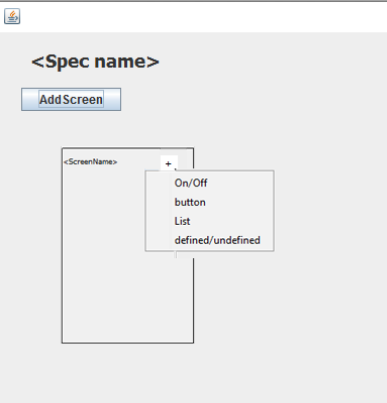 <Spec name>
AddScreen
<ScreenName>
+
On/Off
button
List
defined/undefined